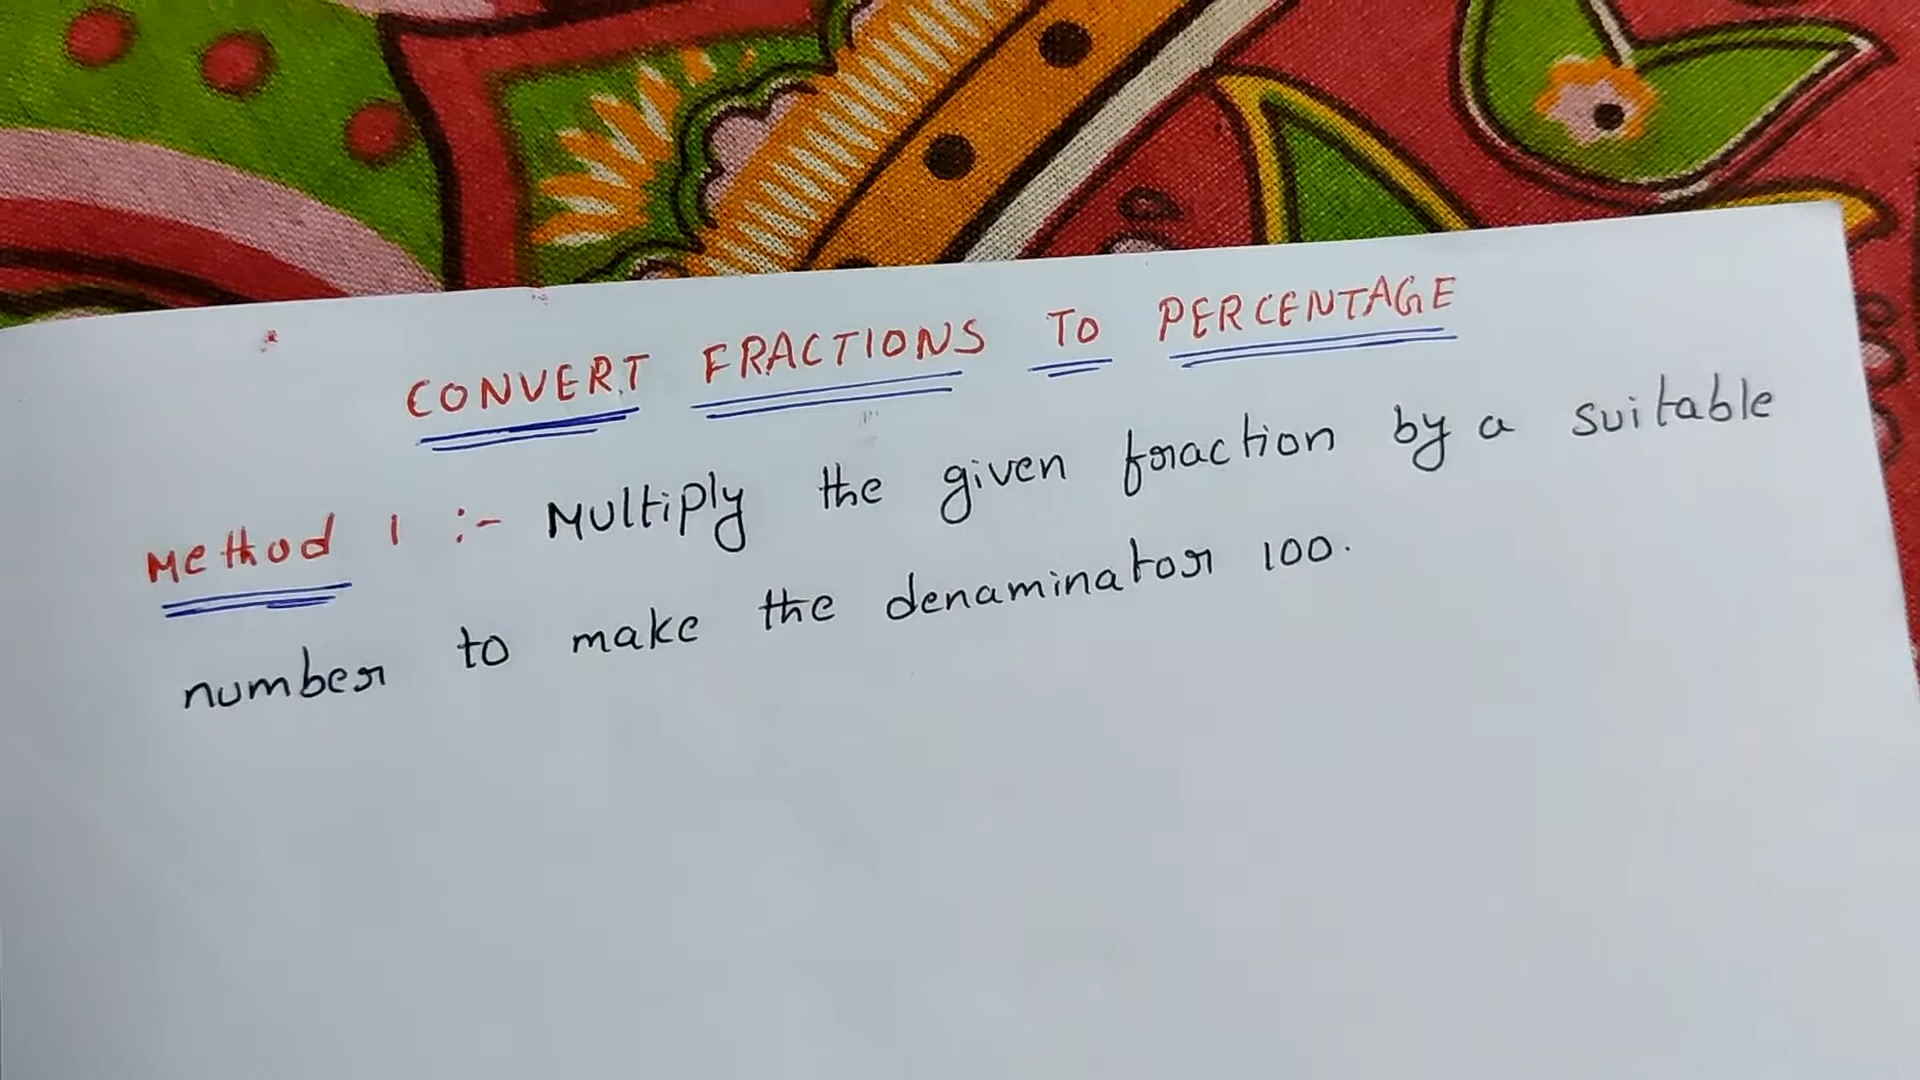 CONVERT FRACTIONS TO PERCENTAGE
Method 1 :- Multiply the given fraction by a suitable
number to make the denaminator 100.